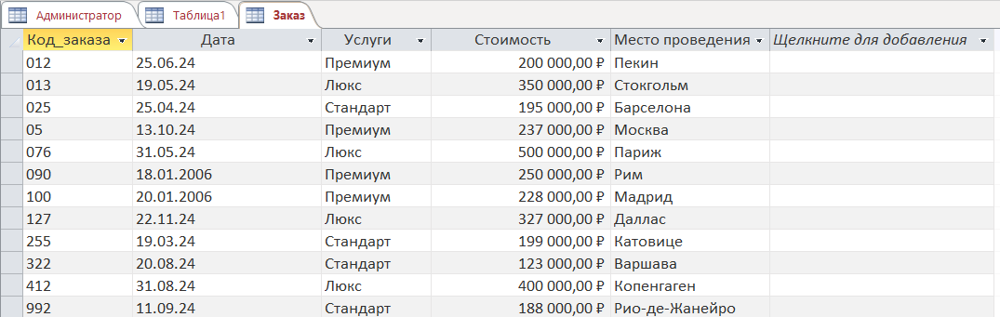 Администратор Таблица1 Заказ
Код_заказа Дата Услуги Стоимость Место проведения Щелкните для добавления
012 25.06.24 Премиум 200 000,00 ₽ Пекин
013 19.05.24 Люкс 350 000,00 ₽ Стокгольм
025 25.04.24 Стандарт 195 000,00 ₽ Барселона
05 13.10.24 Премиум 237 000,00 ₽ Москва
076 31.05.24 Люкс 500 000,00 ₽ Париж
090 18.01.2006 Премиум 250 000,00 ₽ Рим
100 20.01.2006 Премиум 228 000,00 ₽ Мадрид
127 22.11.24 Люкс 327 000,00 ₽ Даллас
255 19.03.24 Стандарт 199 000,00 ₽ Катовице
322 20.08.24 Стандарт 123 000,00 ₽ Варшава
412 31.08.24 Люкс 400 000,00 ₽ Копенгаген
992 11.09.24 Стандарт 188 000,00 ₽ Рио-де-Жанейро